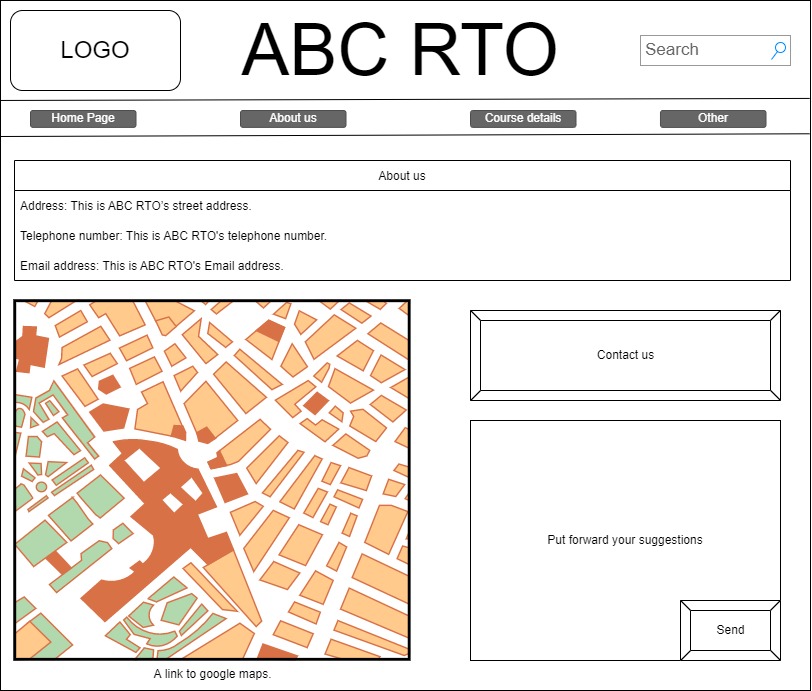 LOGO
ABC RTO
Search
Home Page
About us
Course details
Other
About us
Address: This is ABC RTO's street address.
Telephone number: This is ABC RTO's telephone number.
Email address: This is ABC RTO's Email address.
Contact us
Put forward your suggestions
Send
A link to google maps.